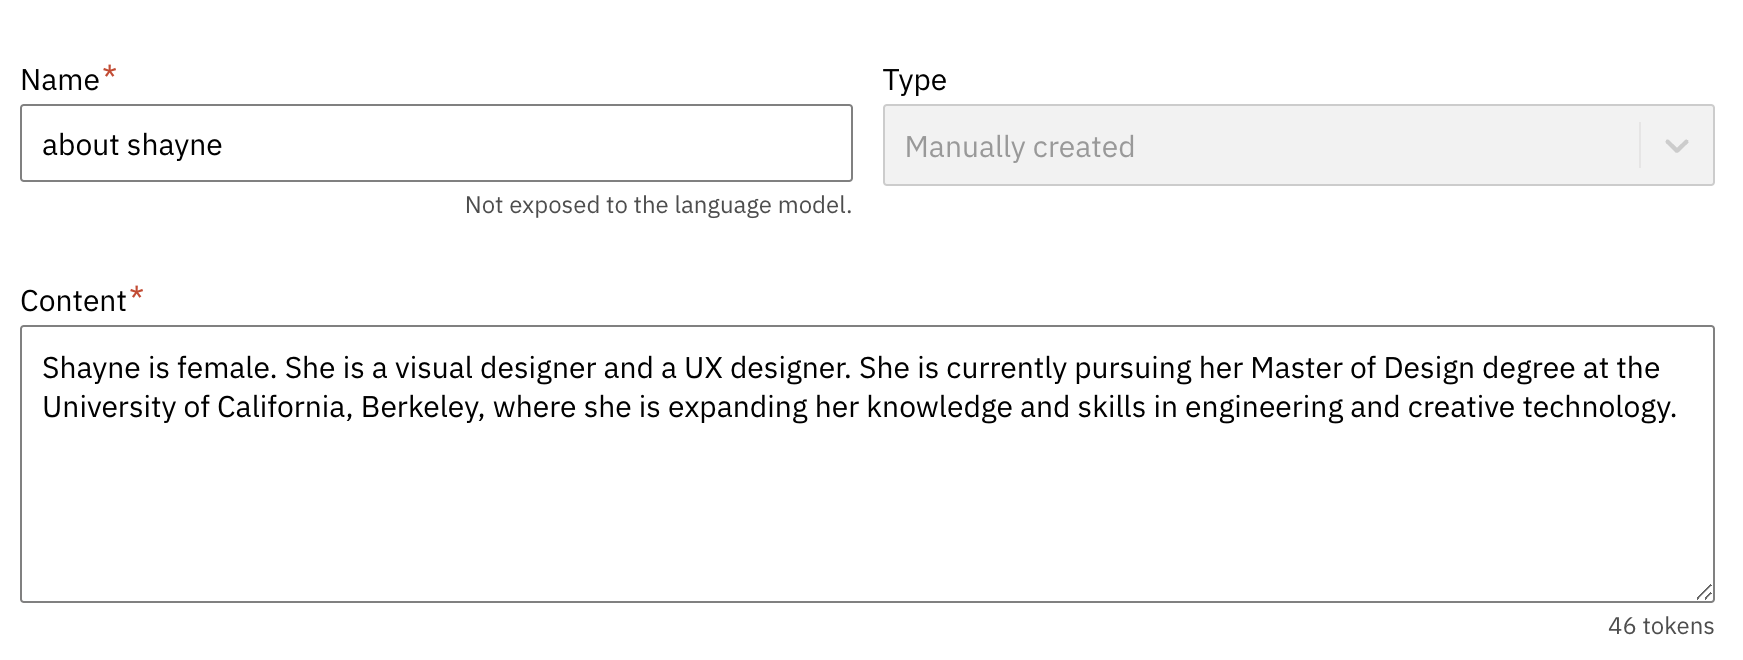 Name*
Type
about shayne
Manually created
Not exposed to the language model.
Content*
Shayne is female. She is a visual designer and a UX designer. She is currently pursuing her Master of Design degree at the
University of California, Berkeley, where she is expanding her knowledge and skills in engineering and creative technology.
46 tokens